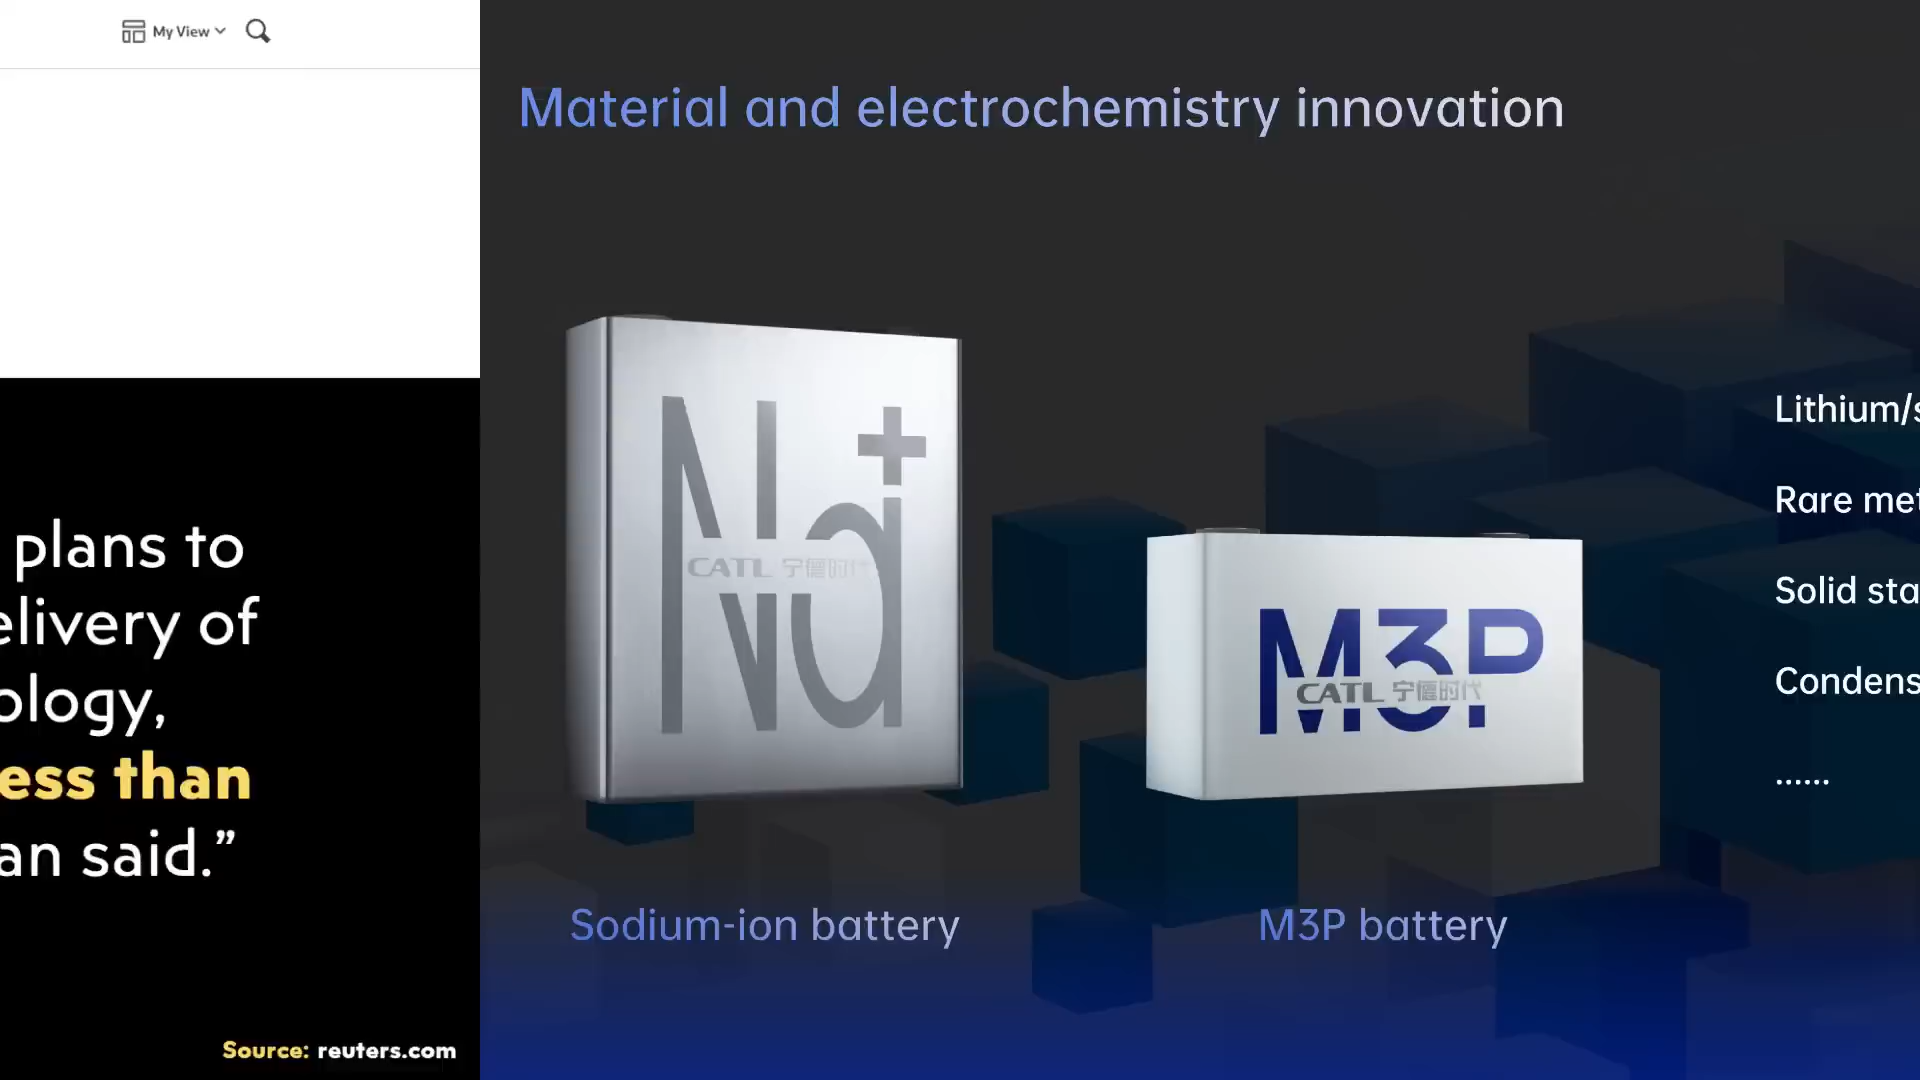 My View
plans to
elivery of
ology,
ess than
an said.”
Source: reuters.com
Material and electrochemistry innovation
Na+
CATL 宁德时代
M3P
CATL 宁德时代
Sodium-ion battery
M3P battery
Lithium/s
Rare met
Solid sta
Condens
......